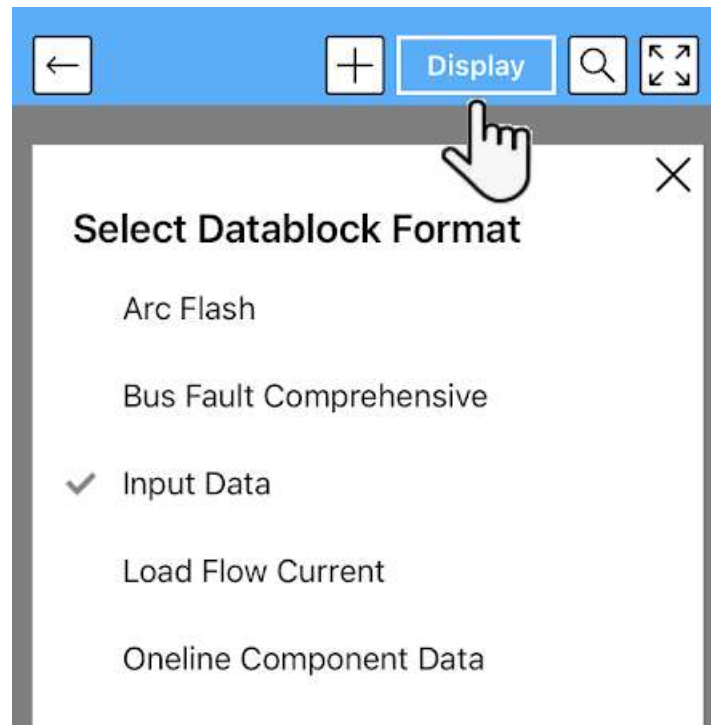 Display
Select Datablock Format
Arc Flash
Bus Fault Comprehensive
Input Data
Load Flow Current
Oneline Component Data